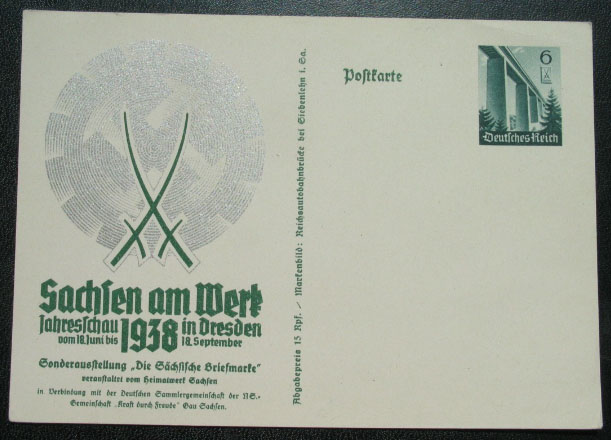 Sachsen am Werk
Jahresschau 1938 in Dresden
vom 18. Juni bis 18. September
Sonderausstellung „Die Sächsische Briefmarke"
veranstaltet vom Heimatwerk Sachsen
in Verbindung mit der Deutschen Sammlergemeinschaft der NS.-
Gemeinschaft „Kraft durch Freude" Gau Sachsen.
Abgabepreis 15 Rpf. – Markenbild: Reichsautobahnbrücke bei Siebenlehn i. Sa.
Postkarte
6
Deutsches Reich